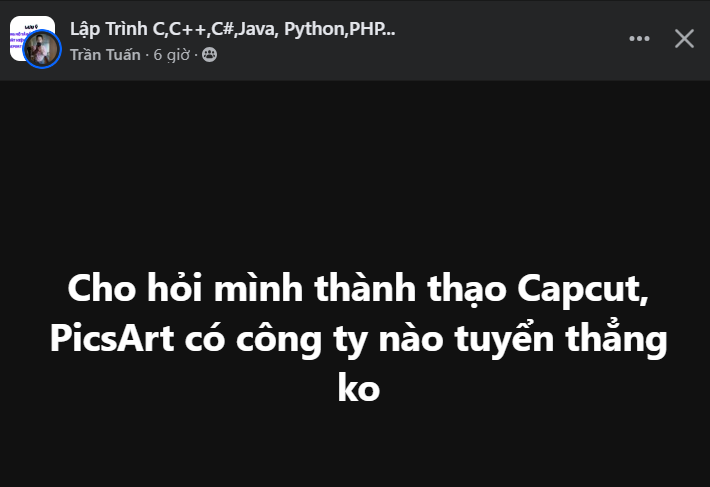 Lập Trình C,C++,C#,Java, Python,PHP...
Trần Tuấn · 6 giờ ·
Cho hỏi mình thành thạo Capcut,
PicsArt có công ty nào tuyển thẳng
ko